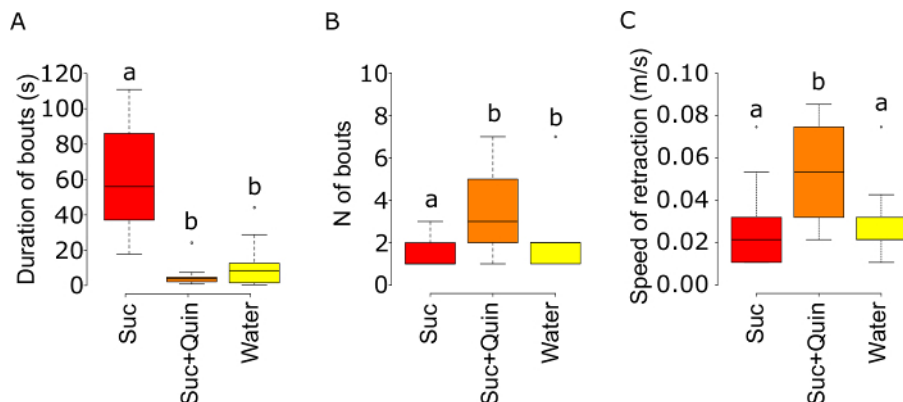 A
Duration of bouts (s)
120
100
80
60
40
20
0
a
b
b
Suc
Suc+Quin
Water
B
N of bouts
10
8
6
4
2
0
a
b
b
Suc
Suc+Quin
Water
C
Speed of retraction (m/s)
0.10
0.08
0.06
0.04
0.02
0.00
a
b
a
Suc
Suc+Quin
Water